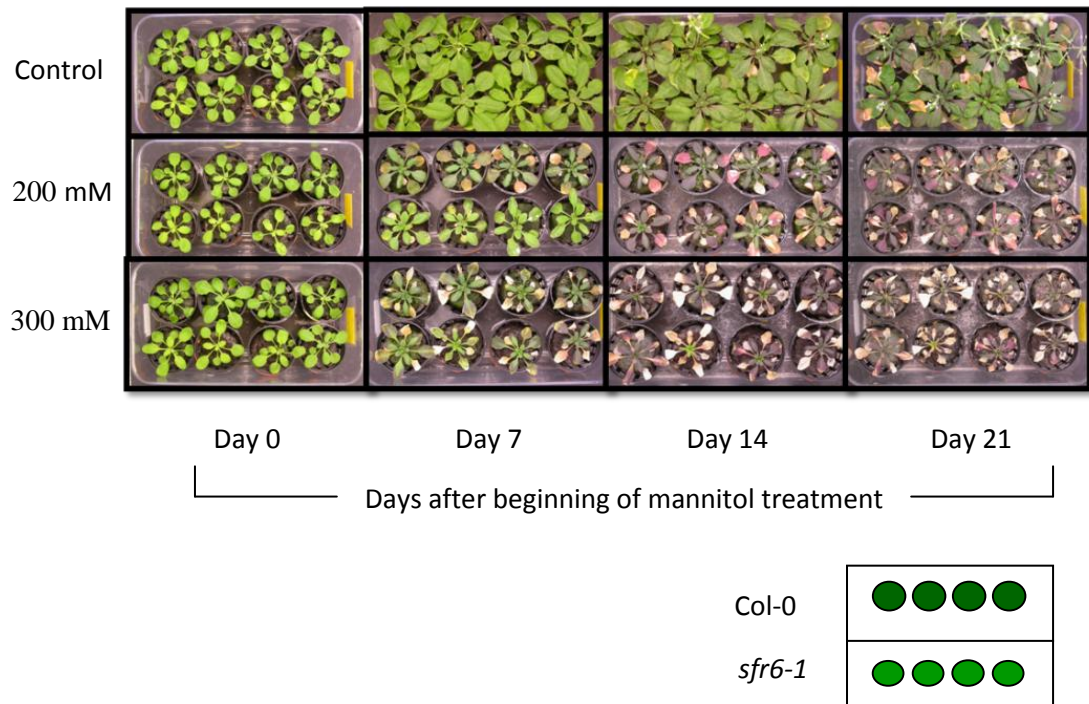 Control
200 mM
300 mM
Day 0 Day 7 Day 14 Day 21
Days after beginning of mannitol treatment
Col-0
sfr6-1